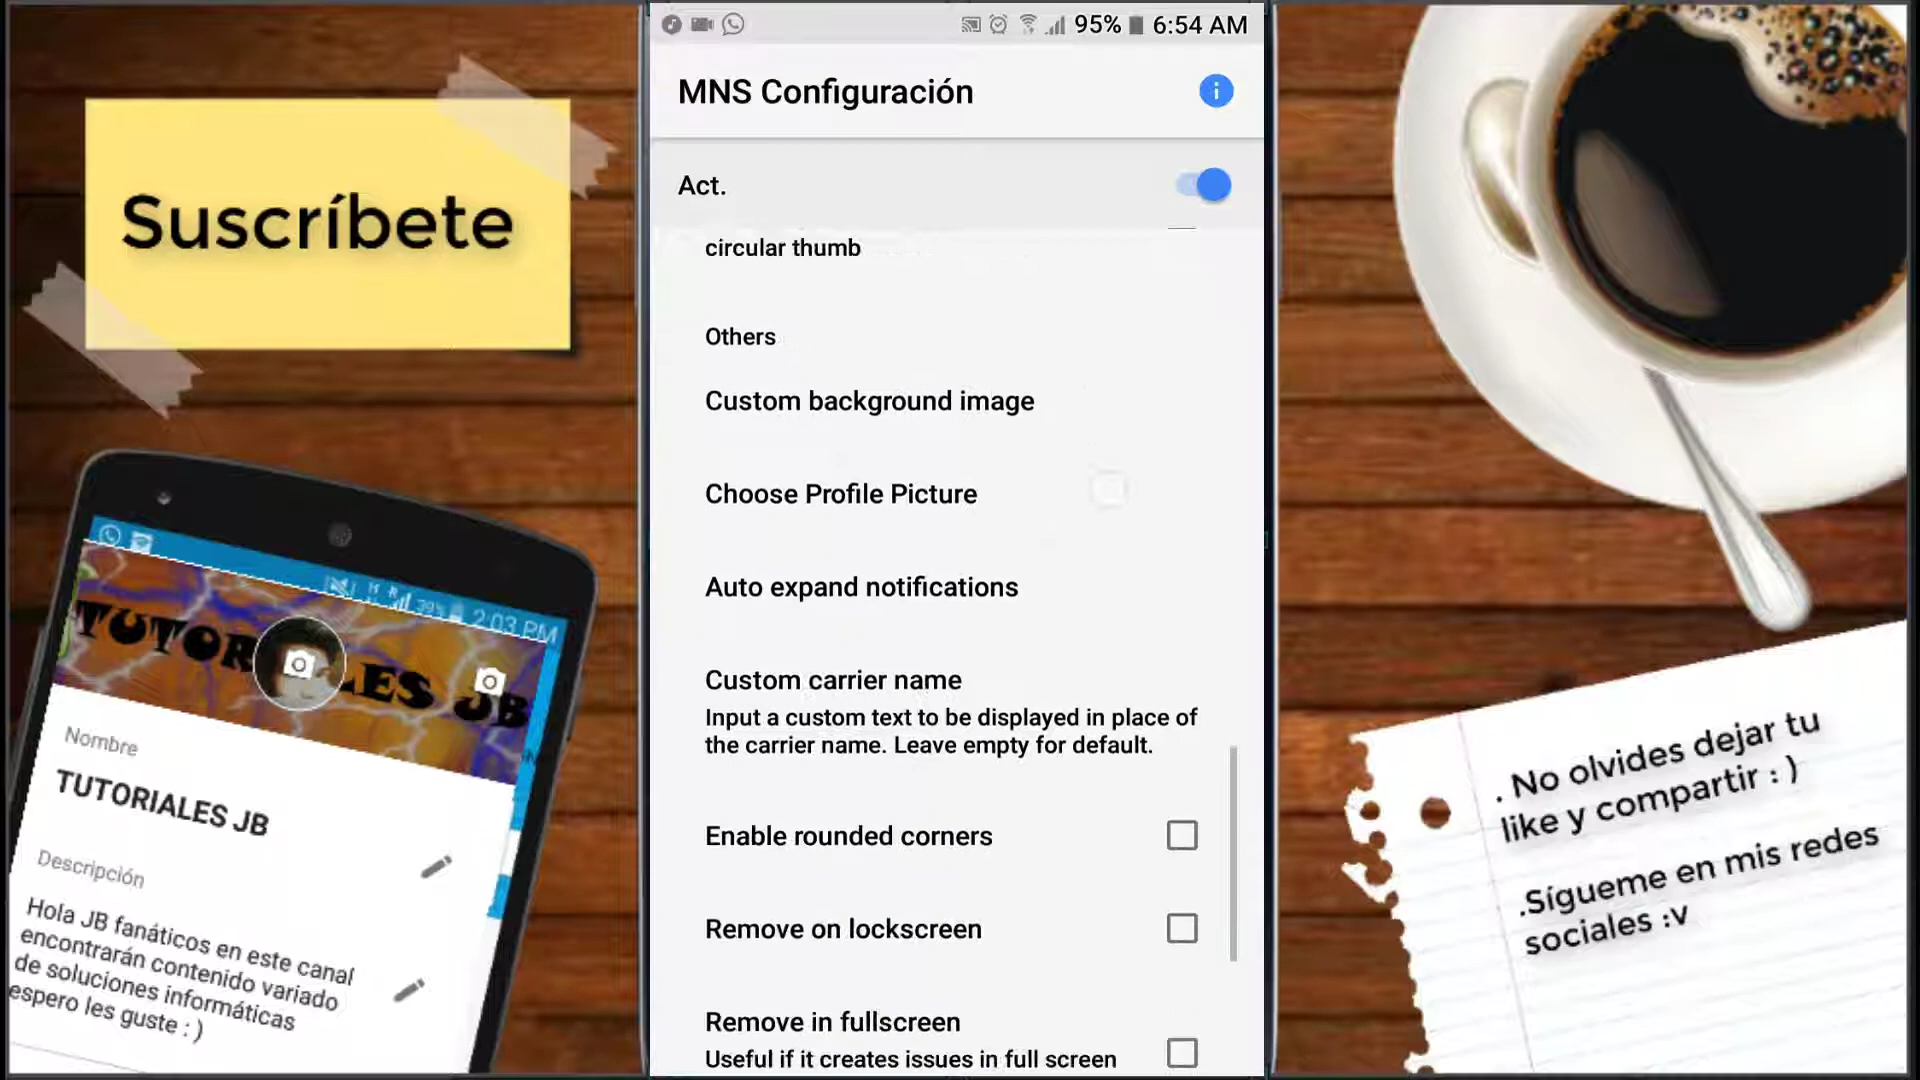 Suscríbete
95% 6:54 AM
MNS Configuración
Act.
circular thumb
Others
Custom background image
Choose Profile Picture
Auto expand notifications
Custom carrier name
Input a custom text to be displayed in place of
the carrier name. Leave empty for default.
Enable rounded corners
Remove on lockscreen
Remove in fullscreen
Useful if it creates issues in full screen
39% 2:03 PM
TUTORIALES JB
Nombre
TUTORIALES JB
Descripción
Hola JB fanáticos en este canal
encontrarán contenido variado
de soluciones informáticas
espero les guste : )
. No olvides dejar tu
like y compartir : )
.Sígueme en mis redes
sociales :v